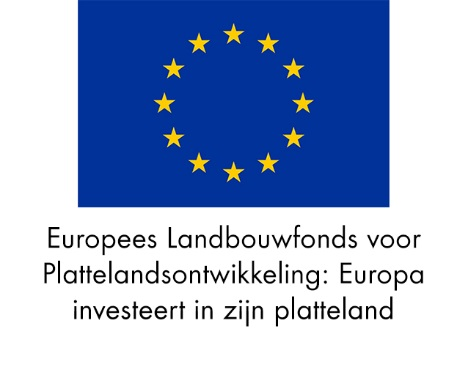 Europees Landbouwfonds voor
Plattelandsontwikkeling: Europa
investeert in zijn platteland